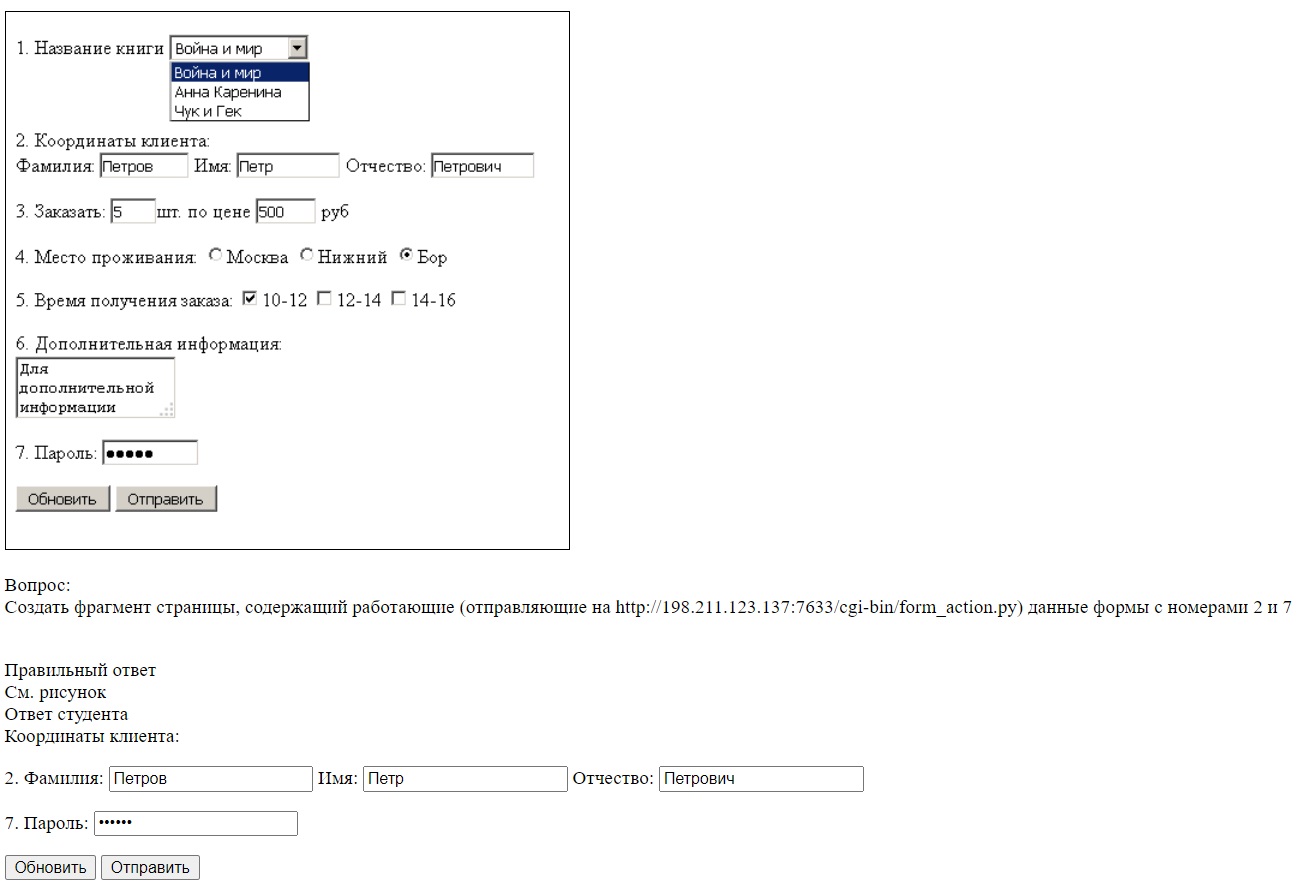 1. Название книги Война и мир
Война и мир
Анна Каренина
Чук и Гек
2. Координаты клиента:
Фамилия: Петров Имя: Петр Отчество: Петрович
3. Заказать: 5 шт. по цене 500 руб
4. Место проживания: Москва Нижний Бор
5. Время получения заказа: 10-12 12-14 14-16
6. Дополнительная информация:
Для
дополнительной
информации
7. Пароль: •••••
Обновить Отправить
Вопрос:
Создать фрагмент страницы, содержащий работающие (отправляющие на http://198.211.123.137:7633/cgi-bin/form_action.py) данные формы с номерами 2 и 7
Правильный ответ
См. рисунок
Ответ студента
Координаты клиента:
2. Фамилия: Петров Имя: Петр Отчество: Петрович
7. Пароль: ••••••
Обновить Отправить